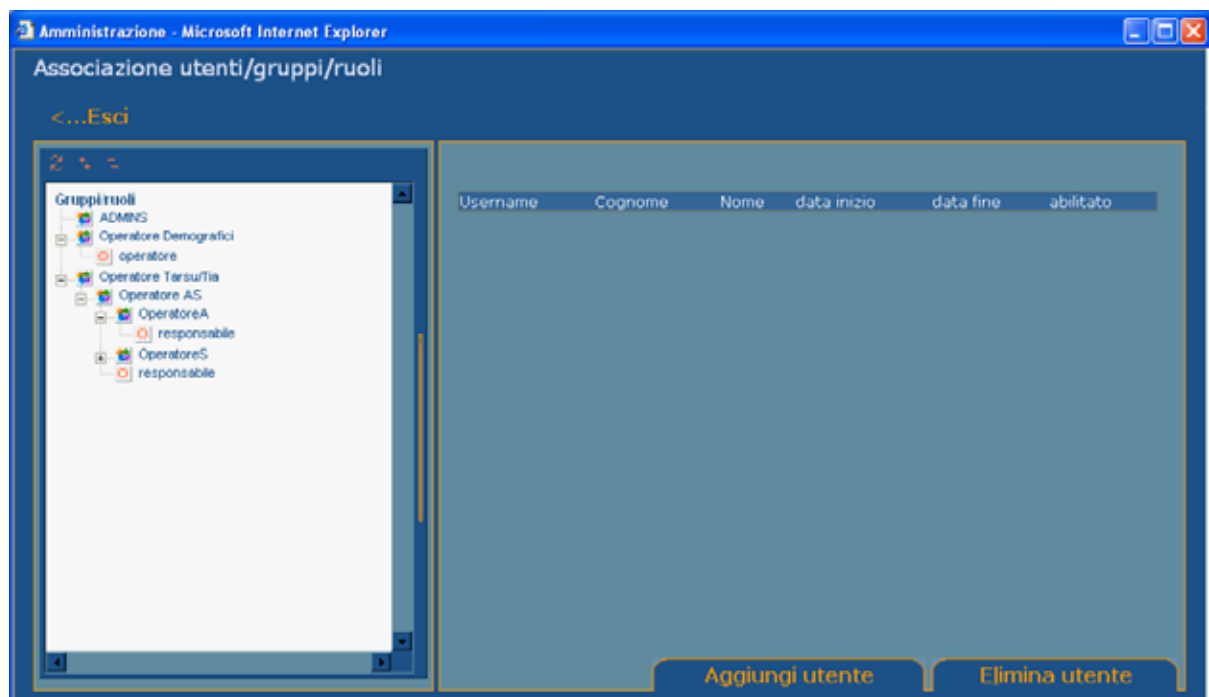 Amministrazione - Microsoft Internet Explorer
Associazione utenti/gruppi/ruoli
<...Esci
Gruppi/ruoli
ADMINS
Operatore Demografici
operatore
Operatore Tarsu/Tia
Operatore AS
OperatoreA
responsabile
OperatoreS
responsabile
Username Cognome Nome data inizio data fine abilitato
Aggiungi utente Elimina utente